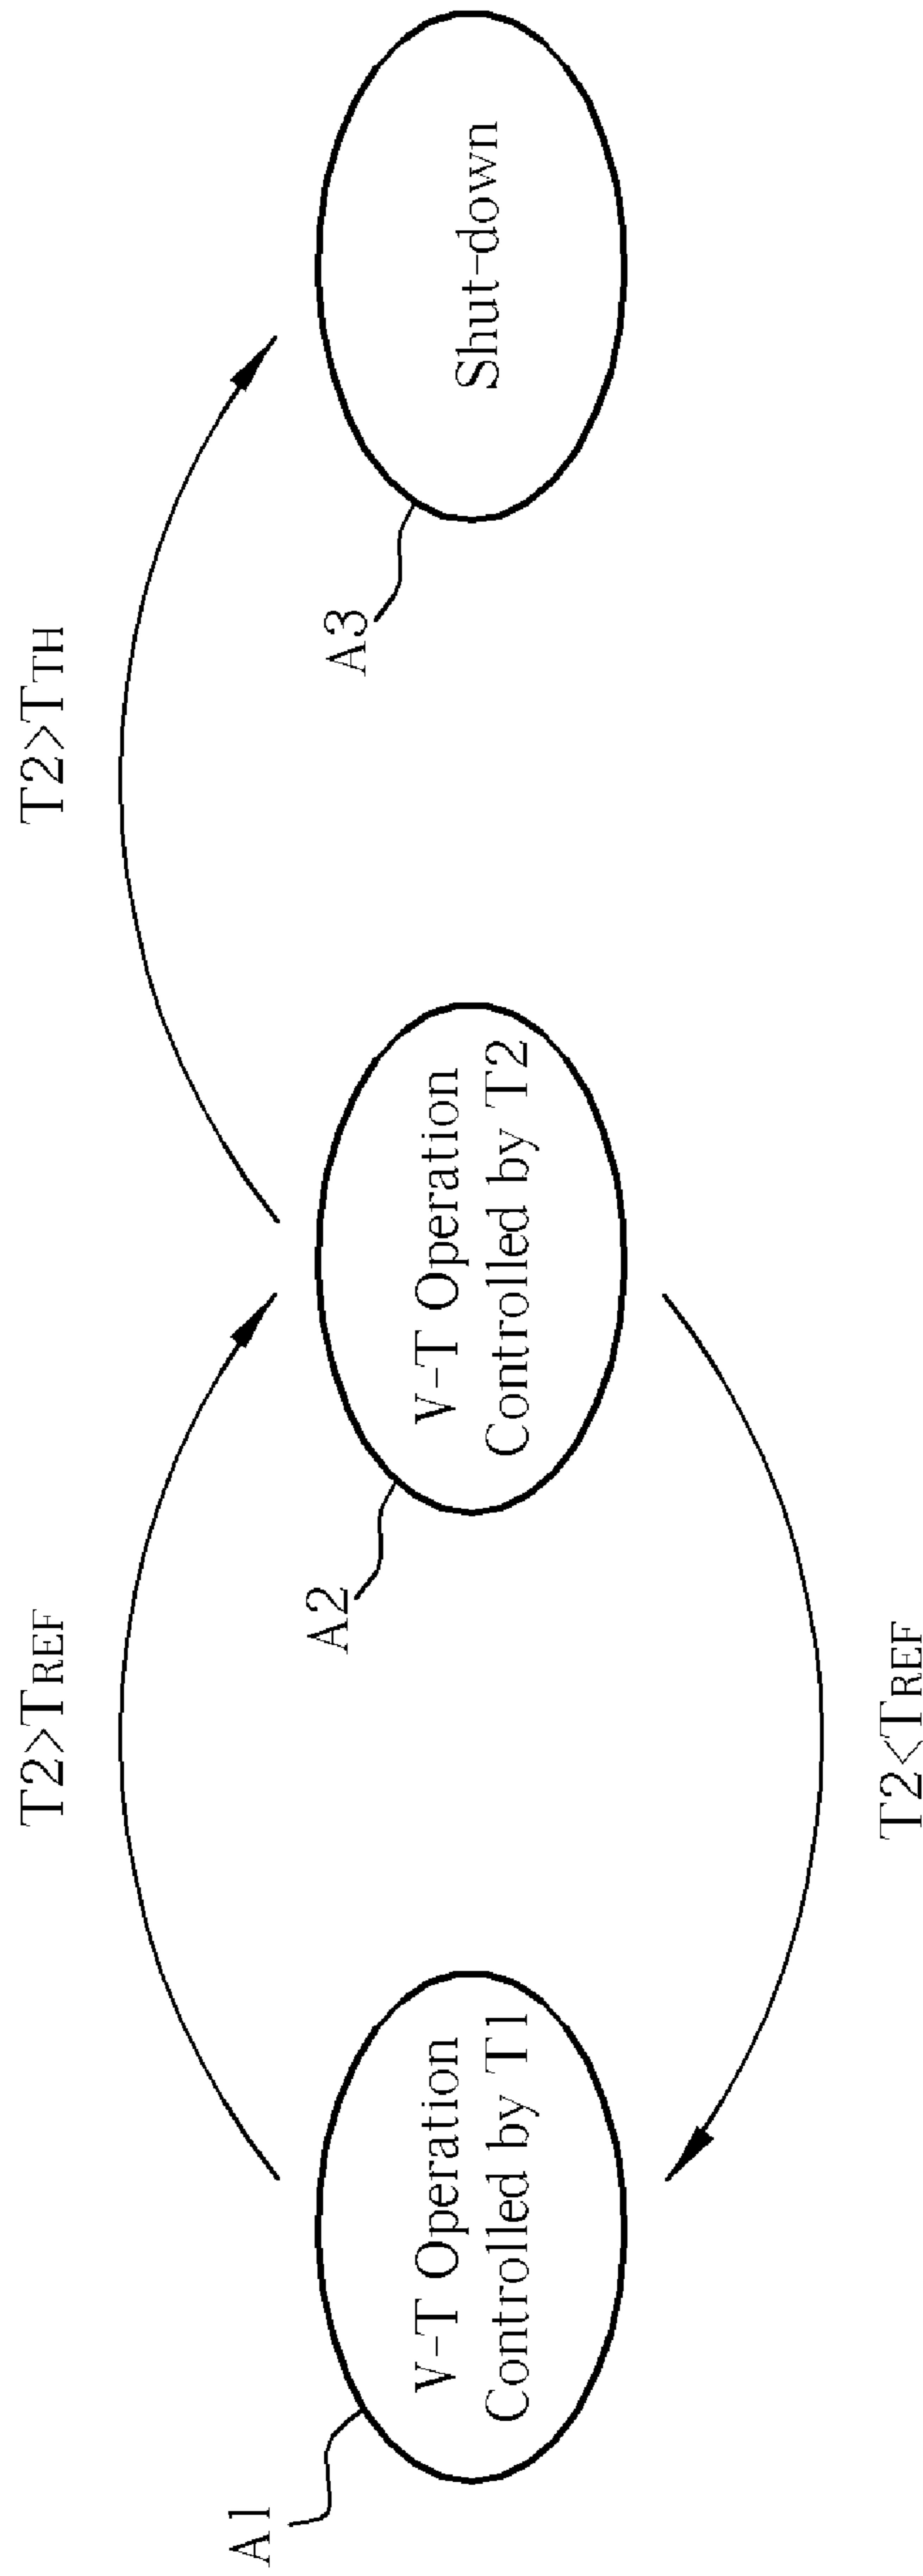 T2>TREF
T2>TTH
A1
V-T Operation
Controlled by T1
A2
V-T Operation
Controlled by T2
A3
Shut-down
T2<TREF